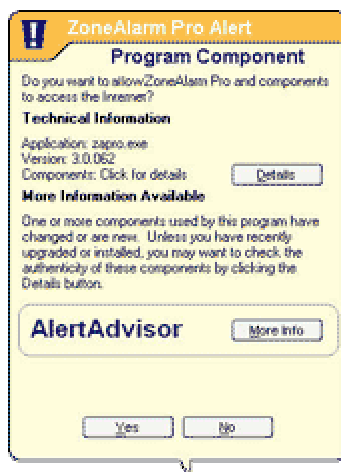 ZoneAlarm Pro Alert
Program Component
Do you want to allow ZoneAlarm Pro and components
to access the Internet?
Technical Information
Application: zapro.exe
Version: 3.0.062
Components: Click for details
Details
More Information Available
One or more components used by this program have
changed or are new. Unless you have recently
upgraded or installed, you may want to check the
authenticity of these components by clicking the
Details button.
AlertAdvisor
More Info
Yes
No